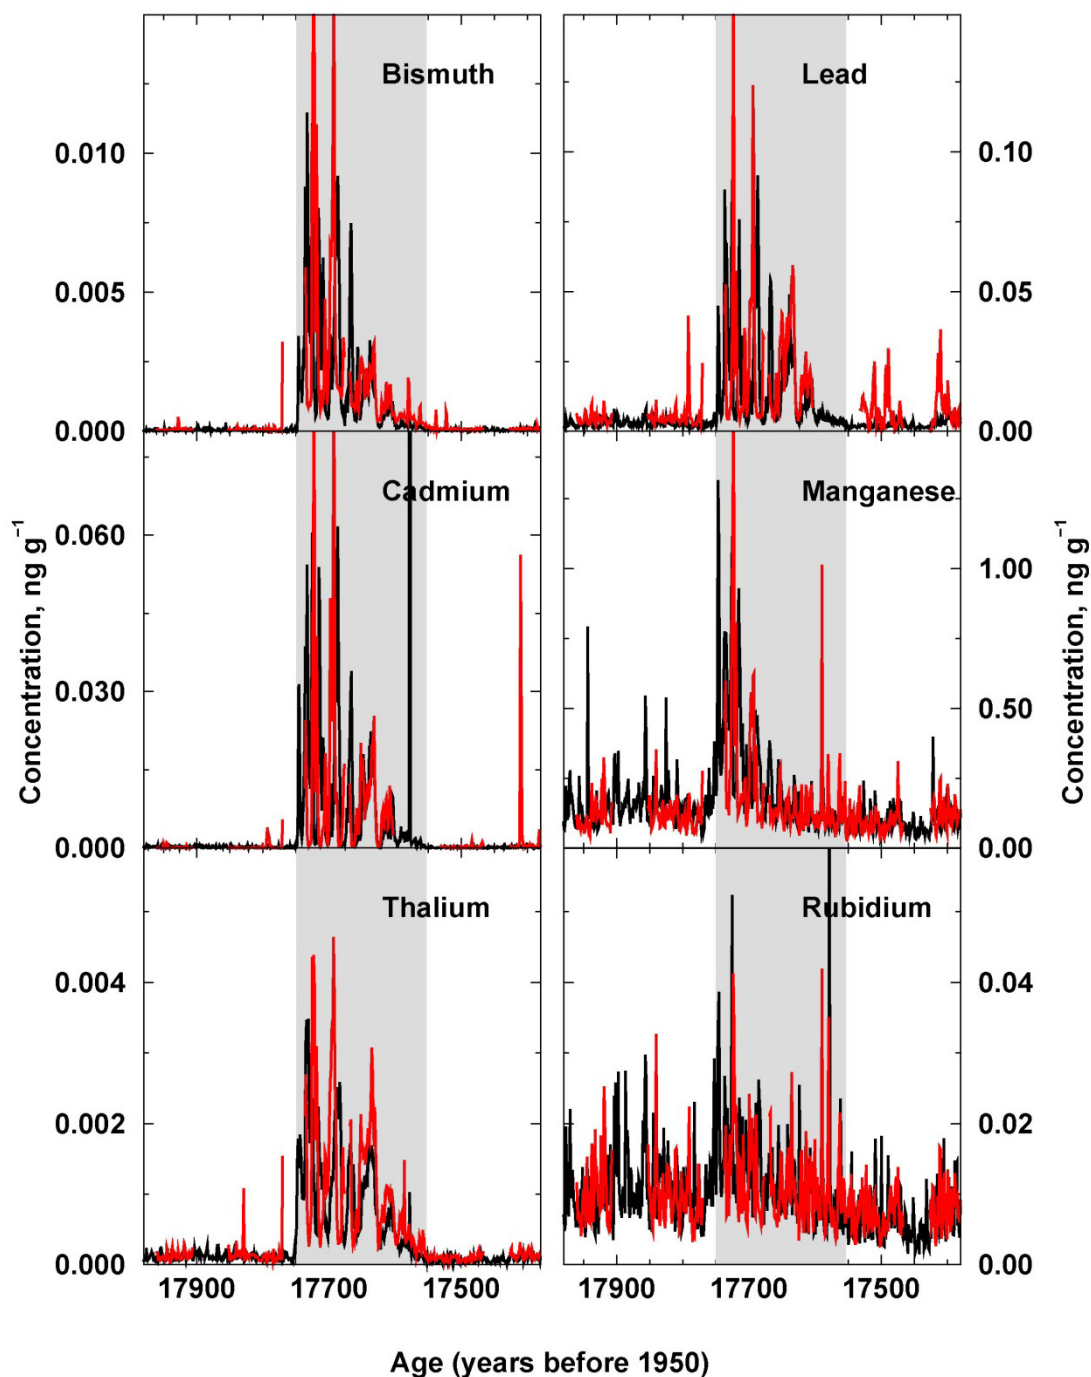 Bismuth
Lead
0.010
0.005
0.000
0.10
0.05
0.00
Cadmium
Manganese
0.060
0.030
0.000
1.00
0.50
0.00
Thalium
Rubidium
0.004
0.002
0.000
0.04
0.02
0.00
Concentration, ng g⁻¹
Concentration, ng g⁻¹
17900 17700 17500
17900 17700 17500
Age (years before 1950)